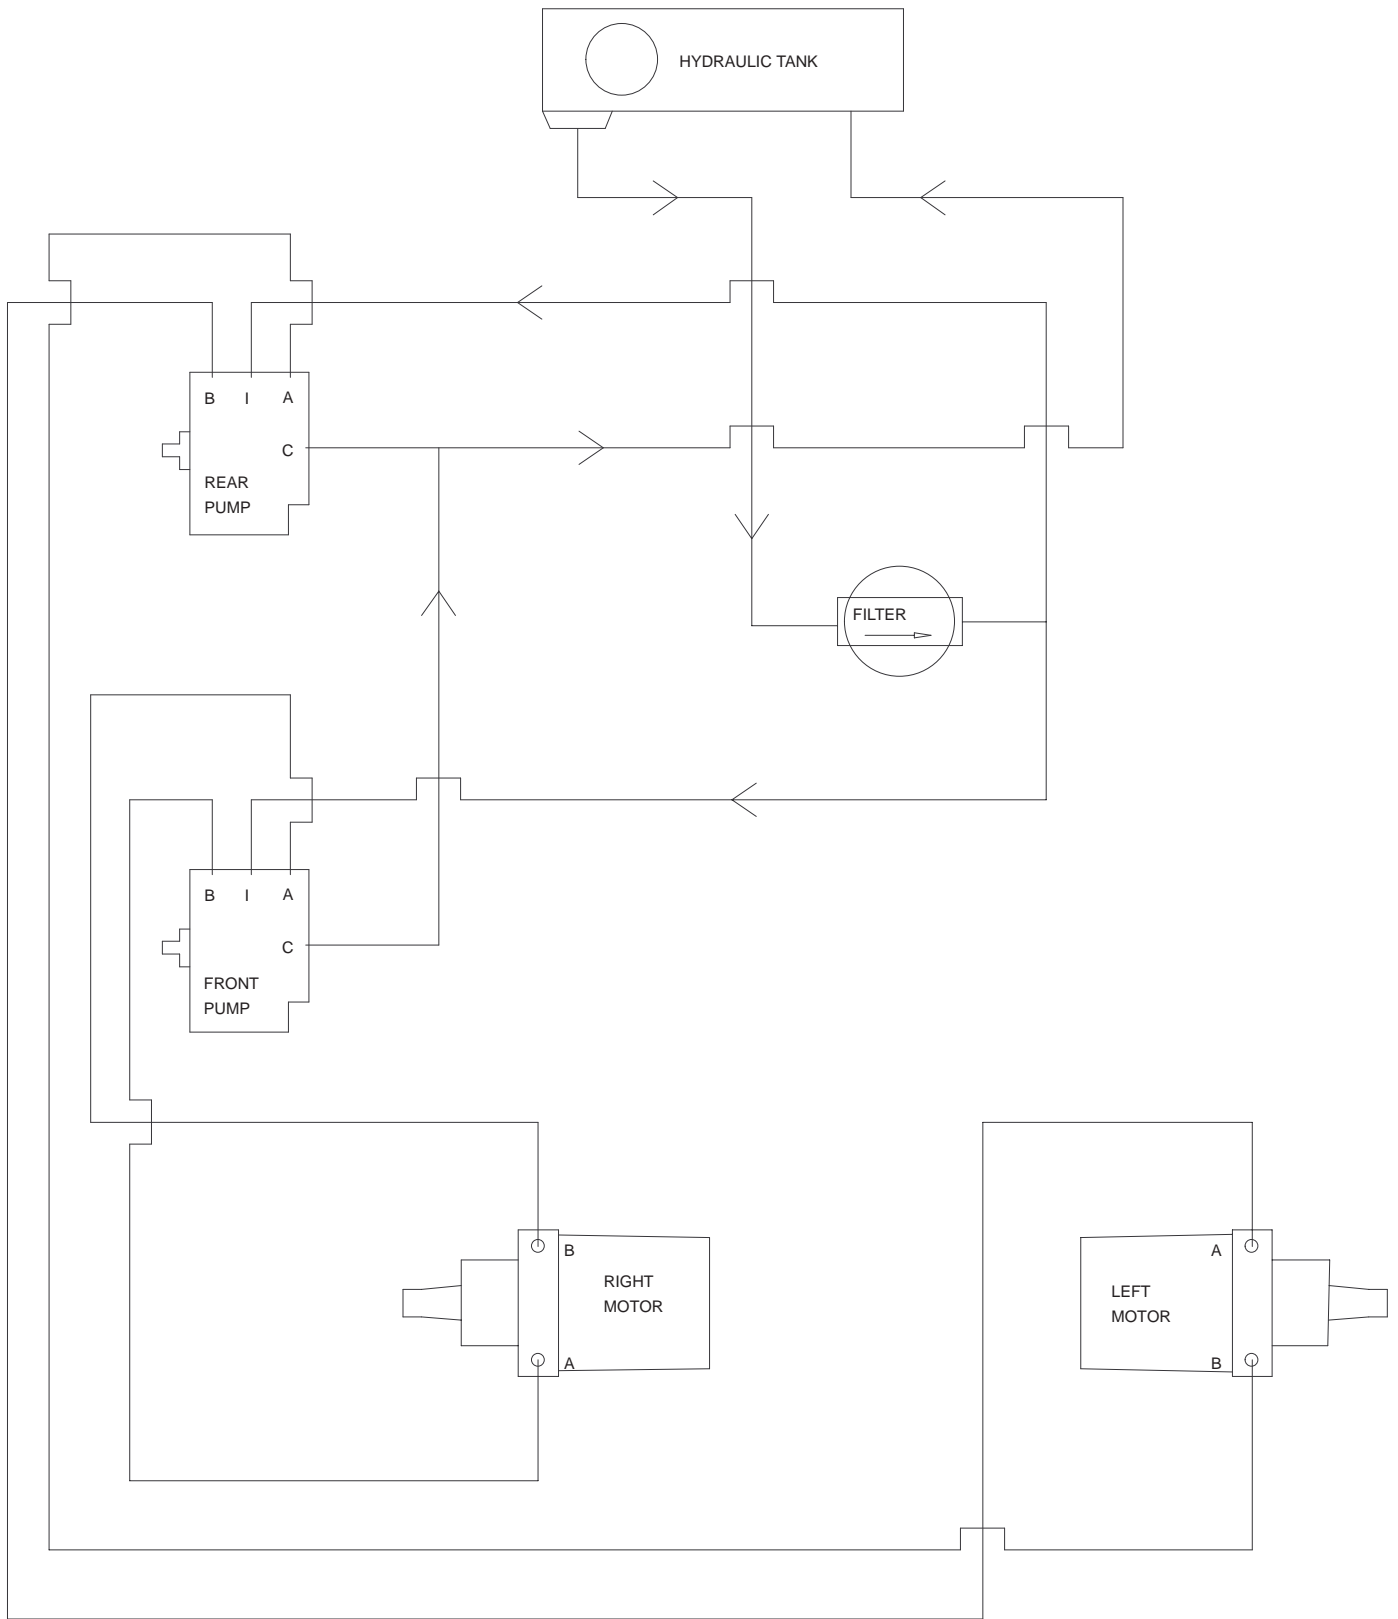 HYDRAULIC TANK
B I A
C
REAR
PUMP
FILTER
B I A
C
FRONT
PUMP
B
RIGHT
MOTOR
A
A
LEFT
MOTOR
B